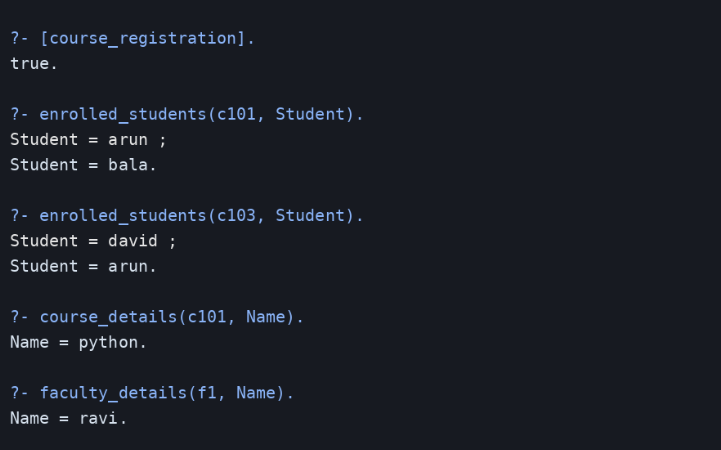 ?- [course_registration].
true.
?- enrolled_students(c101, Student).
Student = arun ;
Student = bala.
?- enrolled_students(c103, Student).
Student = david ;
Student = arun.
?- course_details(c101, Name).
Name = python.
?- faculty_details(f1, Name).
Name = ravi.